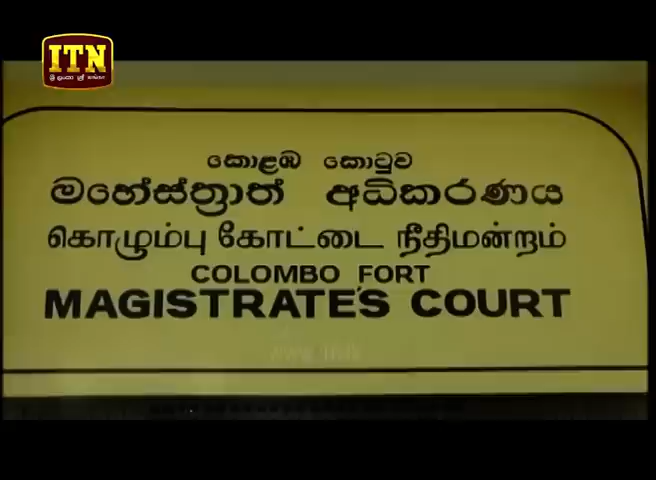 ITN
කොළඹ කොටුව
මහේස්ත්‍රාත් අධිකරණය
கொழும்பு கோட்டை நீதிமன்றம்
COLOMBO FORT
MAGISTRATE'S COURT